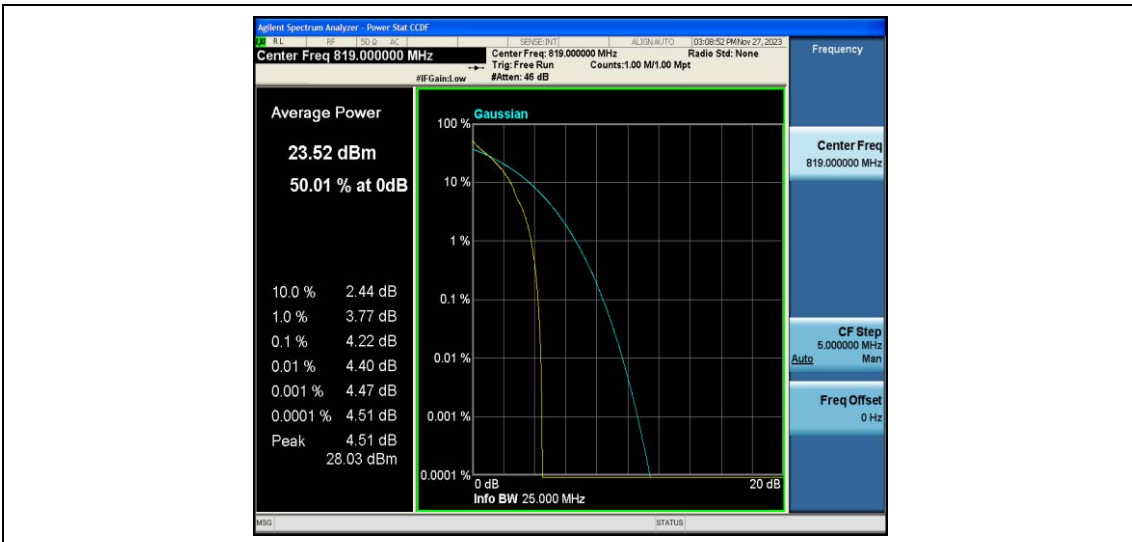 Agilent Spectrum Analyzer - Power Stat CCDF
RL RF 50 Ω AC SENSE:INT ALIGN AUTO 03:08:52 PM Nov 27, 2023
Center Freq 819.000000 MHz
Center Freq: 819.000000 MHz Radio Std: None
Trig: Free Run Counts:1.00 M/1.00 Mpt
#IFGain:Low #Atten: 46 dB
Frequency
Average Power
23.52 dBm
50.01 % at 0dB
10.0 % 2.44 dB
1.0 % 3.77 dB
0.1 % 4.22 dB
0.01 % 4.40 dB
0.001 % 4.47 dB
0.0001 % 4.51 dB
Peak 4.51 dB
28.03 dBm
Gaussian
100 %
10 %
1 %
0.1 %
0.01 %
0.001 %
0.0001 %
0 dB 20 dB
Info BW 25.000 MHz
Center Freq
819.000000 MHz
CF Step
5.000000 MHz
Auto Man
Freq Offset
0 Hz
MSG STATUS